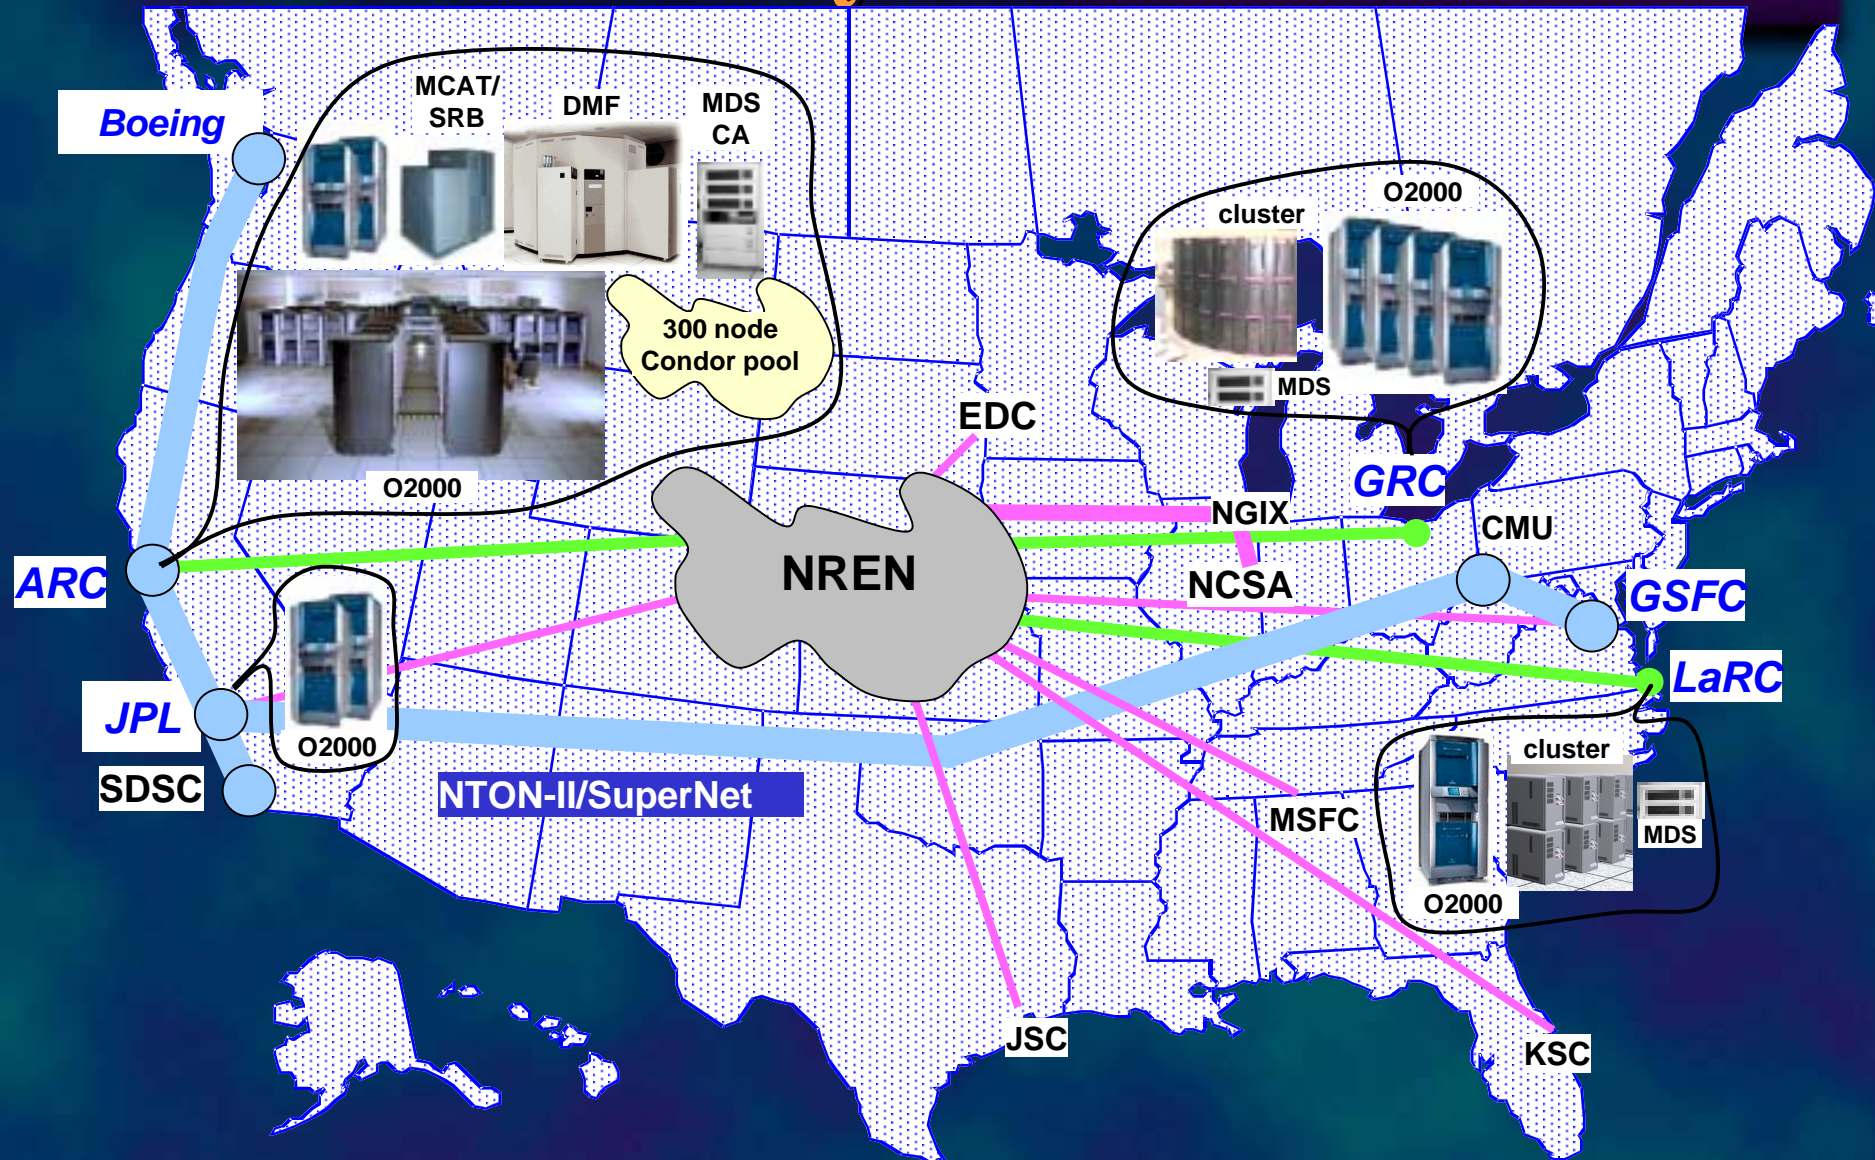 MCAT/
SRB
DMF
MDS
CA
Boeing
O2000
cluster
300 node
Condor pool
MDS
EDC
O2000
GRC
NGIX
CMU
NREN
ARC
NCSA
GSFC
LaRC
JPL
O2000
cluster
SDSC
NTON-II/SuperNet
MSFC
MDS
O2000
JSC
KSC